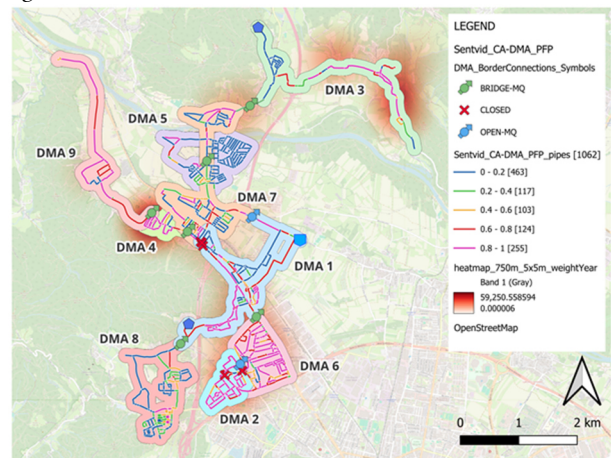 LEGEND
Sentvid_CA-DMA_PFP
DMA_BorderConnections_Symbols
BRIDGE-MQ
CLOSED
OPEN-MQ
Sentvid_CA-DMA_PFP_pipes [1062]
0 - 0.2 [463]
0.2 - 0.4 [117]
0.4 - 0.6 [103]
0.6 - 0.8 [124]
0.8 - 1 [255]
heatmap_750m_5x5m_weightYear
Band 1 (Gray)
59,250.558594
0.000006
OpenStreetMap
DMA 3
DMA 5
DMA 9
DMA 7
DMA 4
DMA 1
DMA 8
DMA 6
DMA 2
0 1 2 km